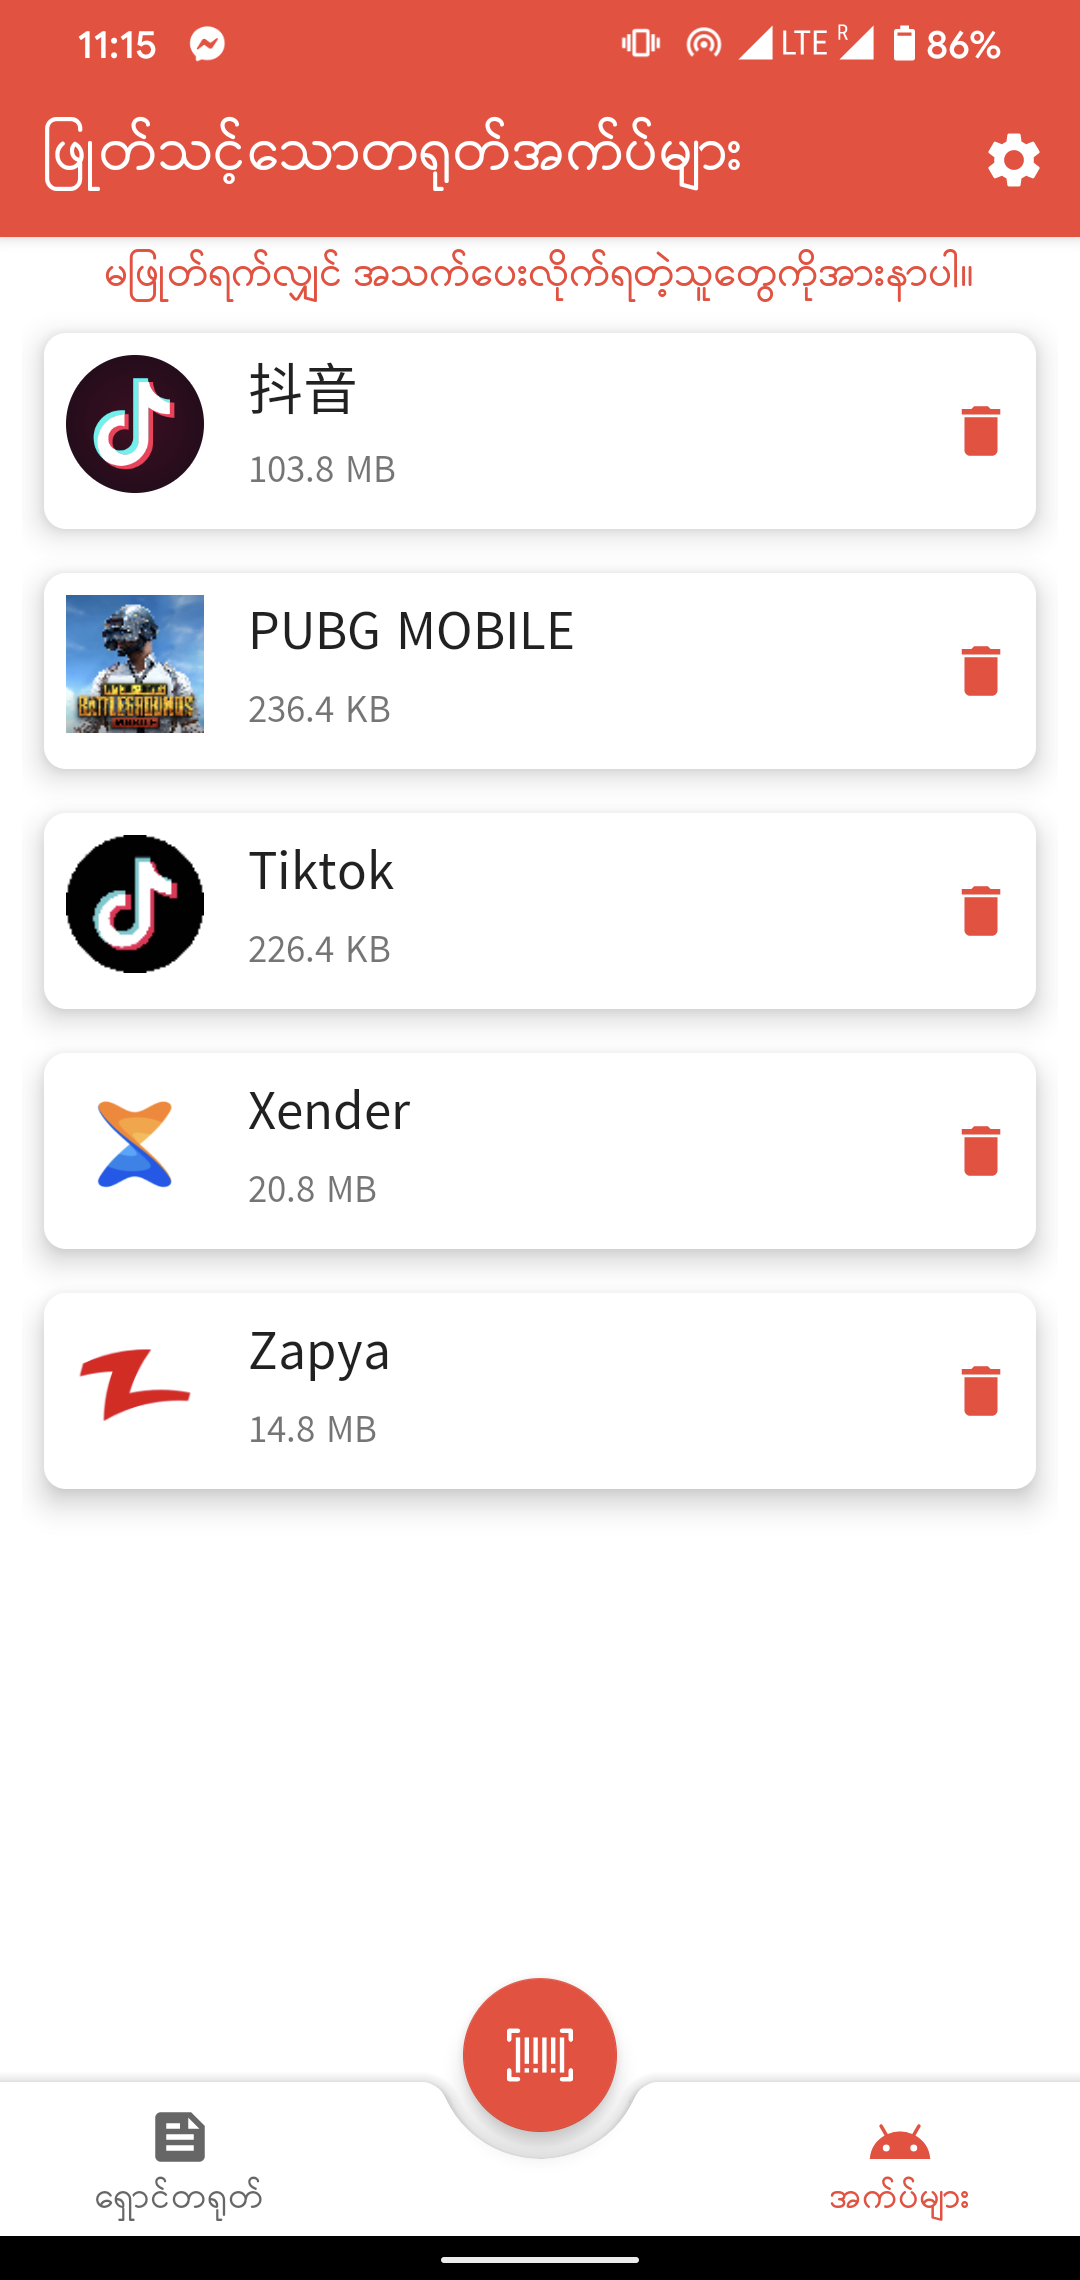 11:15
LTE R 86%
ဖြုတ်သင့်သောတရုတ်အက်ပ်များ
မဖြုတ်ရက်လျှင် အသက်ပေးလိုက်ရတဲ့သူတွေကိုအားနာပါ။
抖音
103.8 MB
PUBG MOBILE
236.4 KB
BATTLEGROUNDS
MOBILE
Tiktok
226.4 KB
Xender
20.8 MB
Zapya
14.8 MB
ရှောင်တရုတ်
အက်ပ်များ